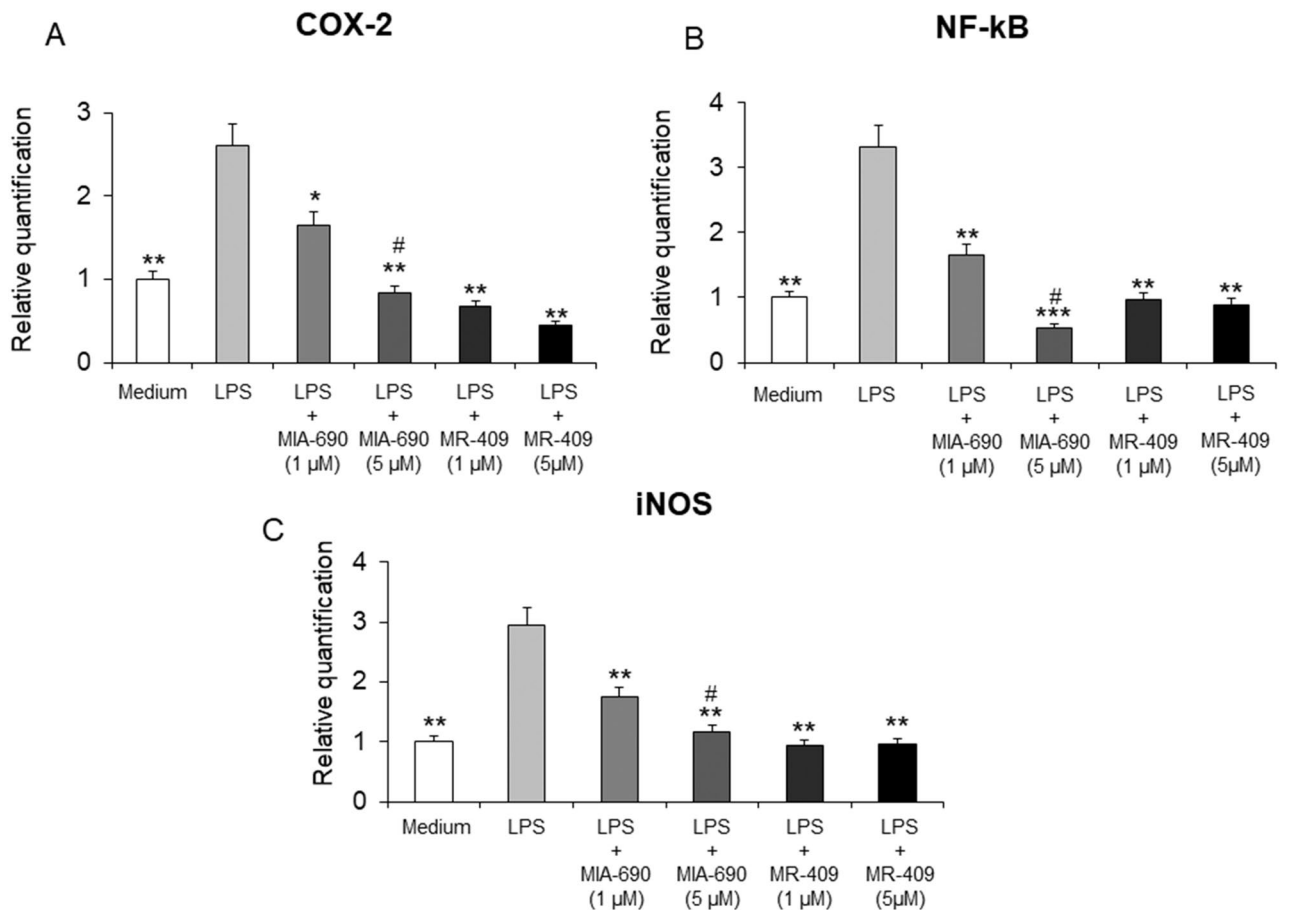 A
COX-2
Relative quantification
3
2
1
0
**
*
#
**
**
**
Medium
LPS
LPS
+
MIA-690
(1 µM)
LPS
+
MIA-690
(5 µM)
LPS
+
MR-409
(1 µM)
LPS
+
MR-409
(5µM)
B
NF-kB
Relative quantification
4
3
2
1
0
**
**
#
***
**
**
Medium
LPS
LPS
+
MIA-690
(1 µM)
LPS
+
MIA-690
(5 µM)
LPS
+
MR-409
(1 µM)
LPS
+
MR-409
(5µM)
C
iNOS
Relative quantification
4
3
2
1
0
**
**
#
**
**
**
Medium
LPS
LPS
+
MIA-690
(1 µM)
LPS
+
MIA-690
(5 µM)
LPS
+
MR-409
(1 µM)
LPS
+
MR-409
(5µM)